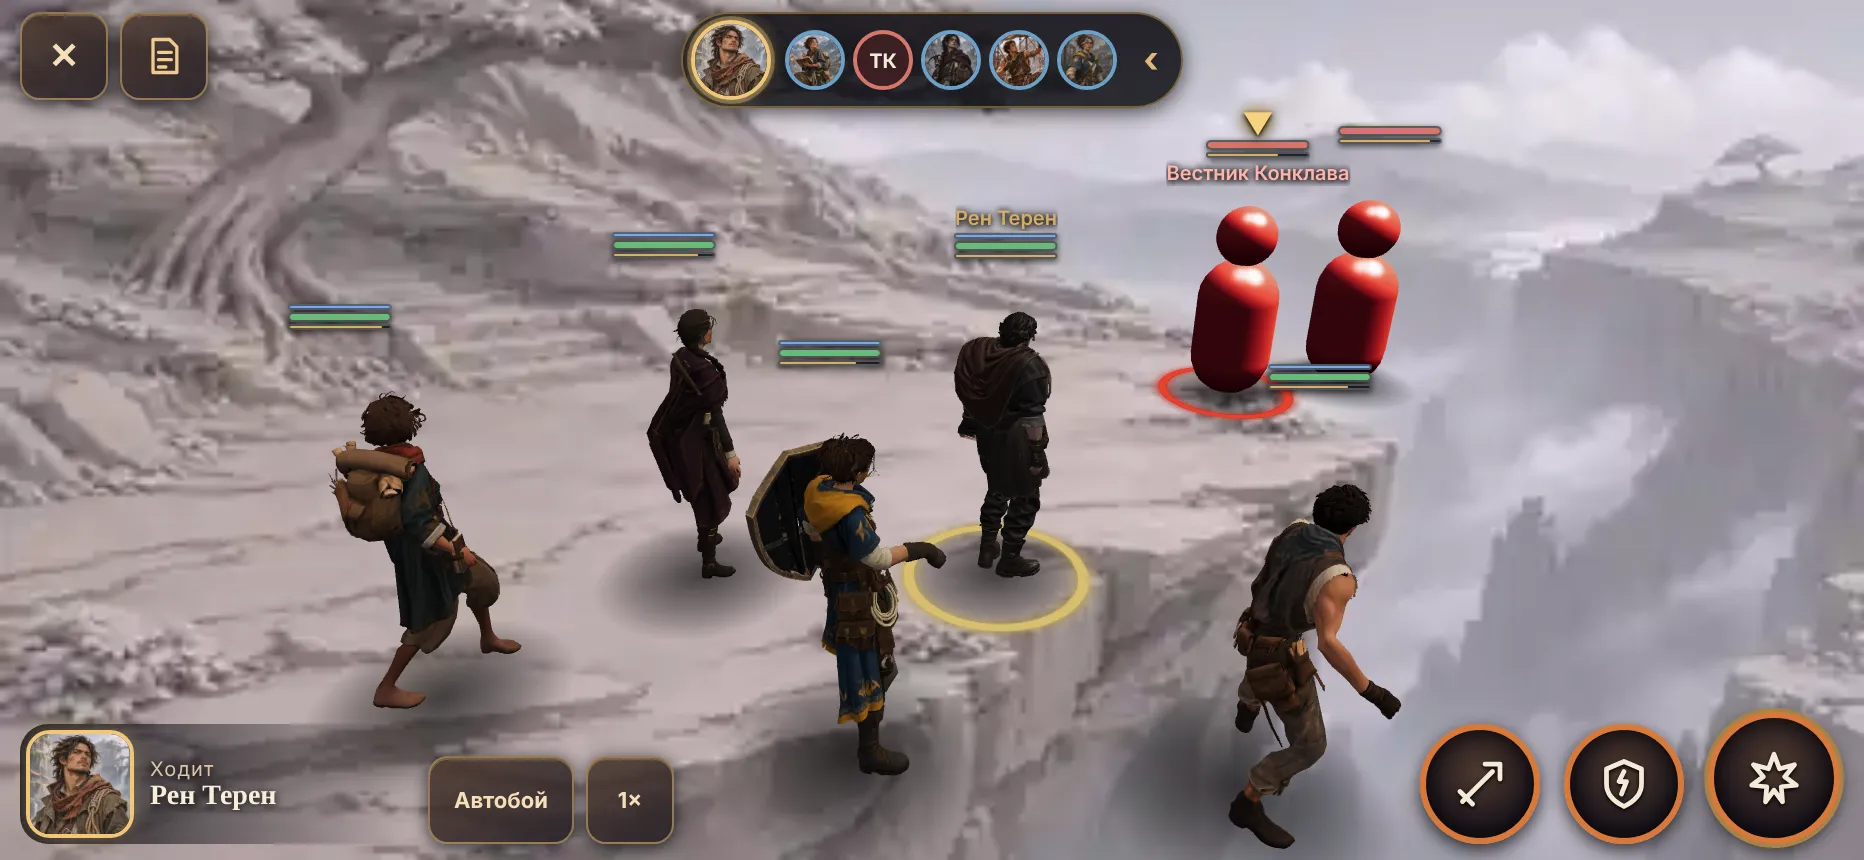 ТК
Вестник Конклава
Рен Терен
Ходит
Рен Терен
Автобой
1×